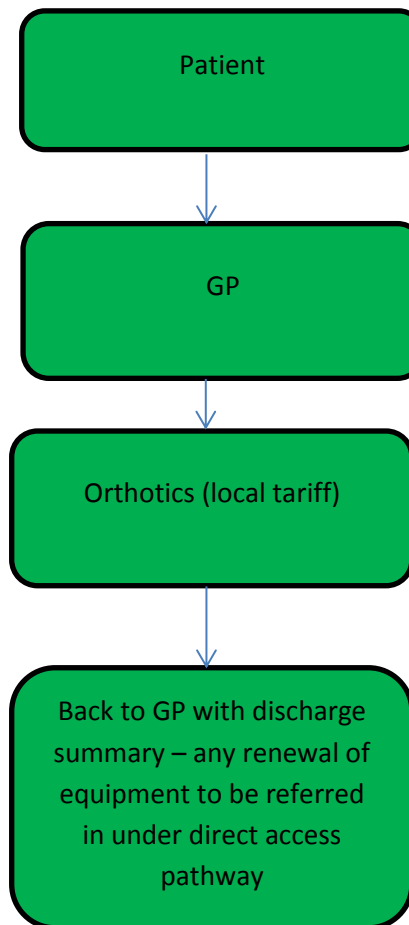 Patient
GP
Orthotics (local tariff)
Back to GP with discharge
summary – any renewal of
equipment to be referred
in under direct access
pathway